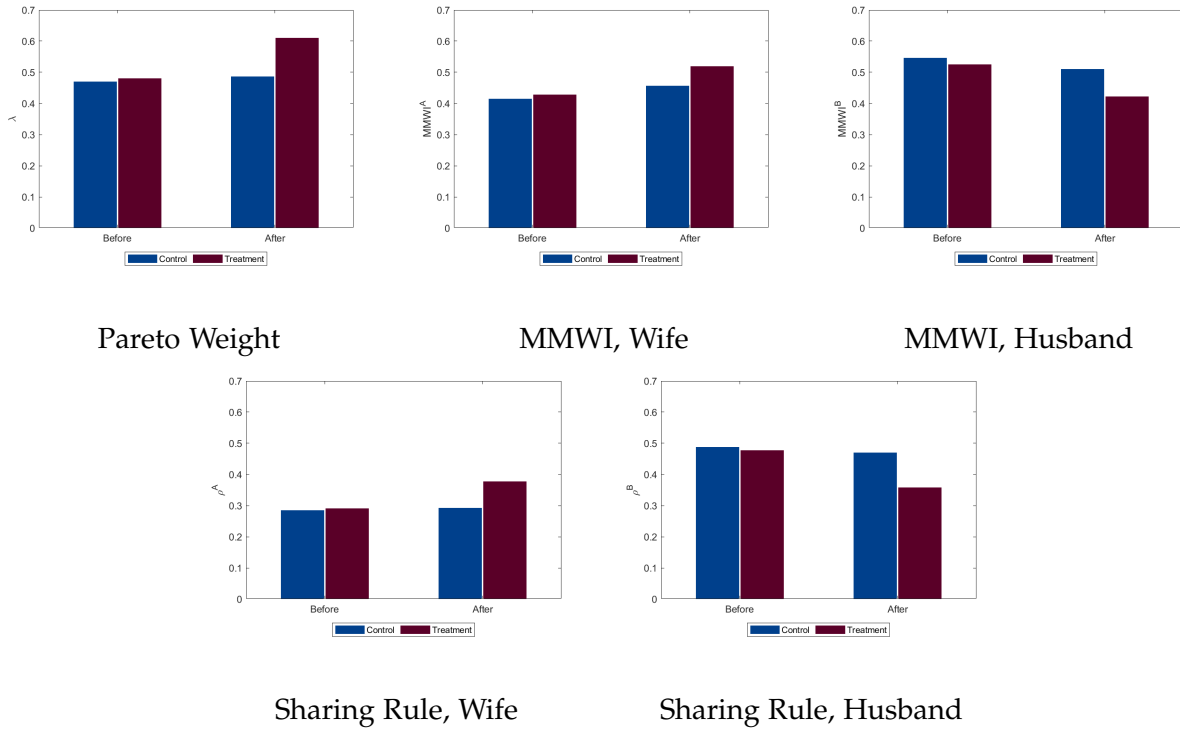 0.7
0.6
0.5
0.4
0.3
0.2
0.1
0
λ
Before After
Control Treatment
Pareto Weight
0.7
0.6
0.5
0.4
0.3
0.2
0.1
0
MMWI^A
Before After
Control Treatment
MMWI, Wife
0.7
0.6
0.5
0.4
0.3
0.2
0.1
0
MMWI^B
Before After
Control Treatment
MMWI, Husband
0.7
0.6
0.5
0.4
0.3
0.2
0.1
0
ρ^A
Before After
Control Treatment
Sharing Rule, Wife
0.7
0.6
0.5
0.4
0.3
0.2
0.1
0
ρ^B
Before After
Control Treatment
Sharing Rule, Husband